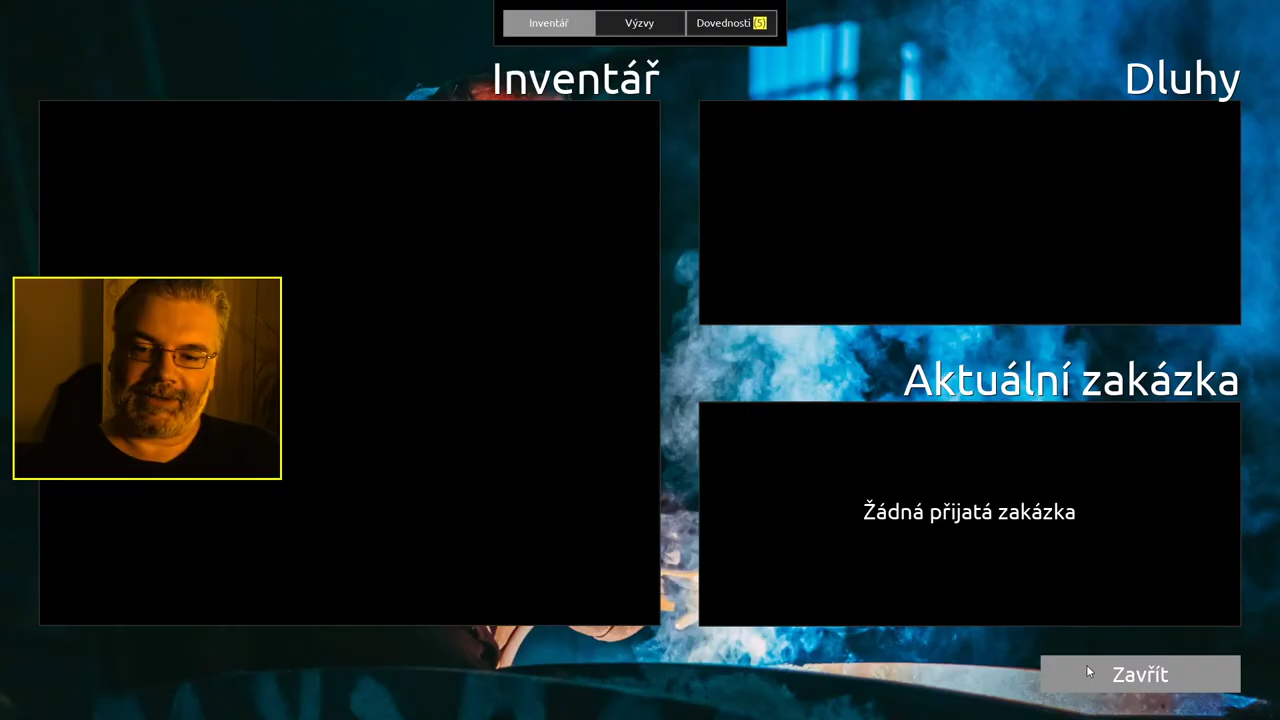 Inventář
Výzvy
Dovednosti (5)
Inventář
Dluhy
Aktuální zakázka
Žádná přijatá zakázka
Zavřít